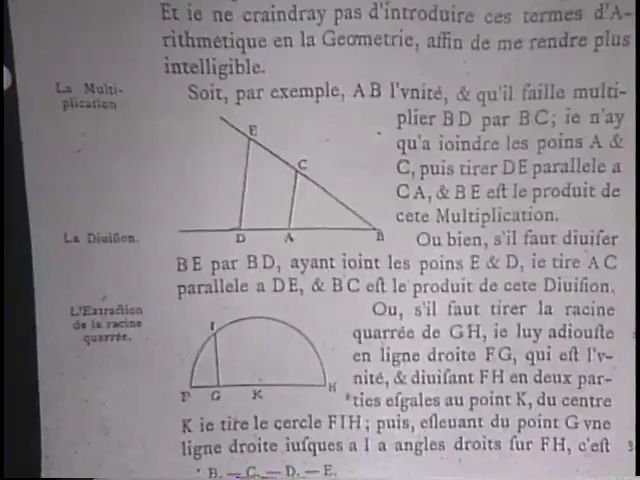 Et ie ne craindray pas d'introduire ces termes d'A-
rithmetique en la Geometrie, affin de me rendre plus
intelligible.
La Multi-
plication
Soit, par exemple, AB l'vnité, & qu'il faille multi-
plier BD par BC; ie n'ay
qu'a ioindre les poins A &
C, puis tirer DE parallele a
CA, & BE eſt le produit de
cete Multiplication.
E
C
D A B
La Diuiſion.
Ou bien, s'il faut diuiſer
BE par BD, ayant ioint les poins E & D, ie tire AC
parallele a DE, & BC eſt le produit de cete Diuiſion.
L'Extraction
de la racine
quarrée.
Ou, s'il faut tirer la racine
quarrée de GH, ie luy adiouſte
en ligne droite FG, qui eſt l'v-
nité, & diuiſant FH en deux par-
ties eſgales au point K, du centre
I
F G K H
K ie tire le cercle FIH; puis, eſleuant du point G vne
ligne droite iuſques a I a angles droits ſur FH, c'eſt
B. — C. — D. — E.